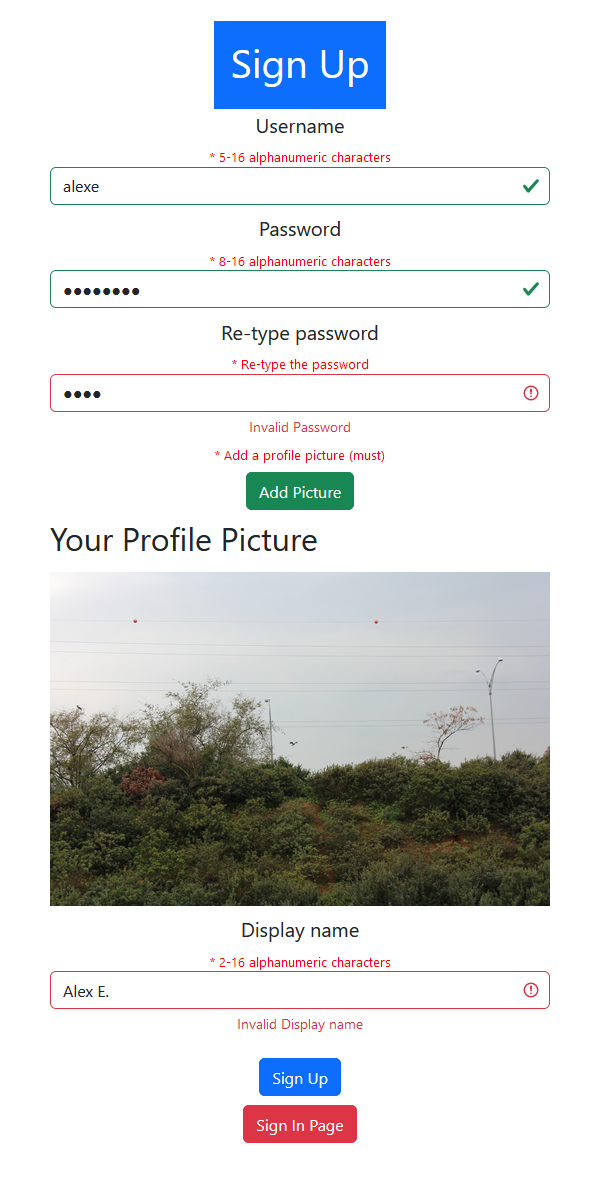 Sign Up
Username
* 5-16 alphanumeric characters
alexe
Password
* 8-16 alphanumeric characters
●●●●●●●●
Re-type password
* Re-type the password
●●●●
Invalid Password
* Add a profile picture (must)
Add Picture
Your Profile Picture
Display name
* 2-16 alphanumeric characters
Alex E.
Invalid Display name
Sign Up
Sign In Page